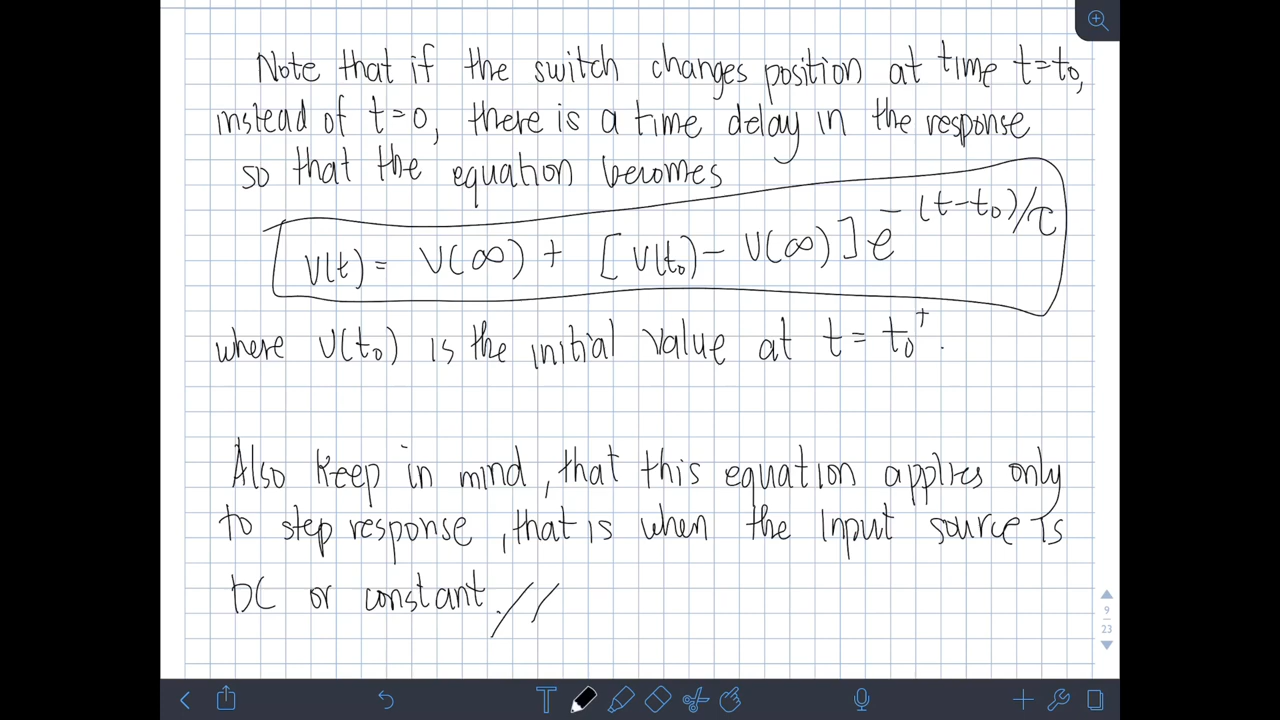 Note that if the switch changes position at time t=t₀,
instead of t=0, there is a time delay in the response
so that the equation becomes
V(t) = V(∞) + [V(t₀) − V(∞)] e^−(t−t₀)/τ
where V(t₀) is the initial value at t = t₀⁺.
Also keep in mind, that this equation applies only
to step response, that is when the input source is
DC or constant. //
9
23
T